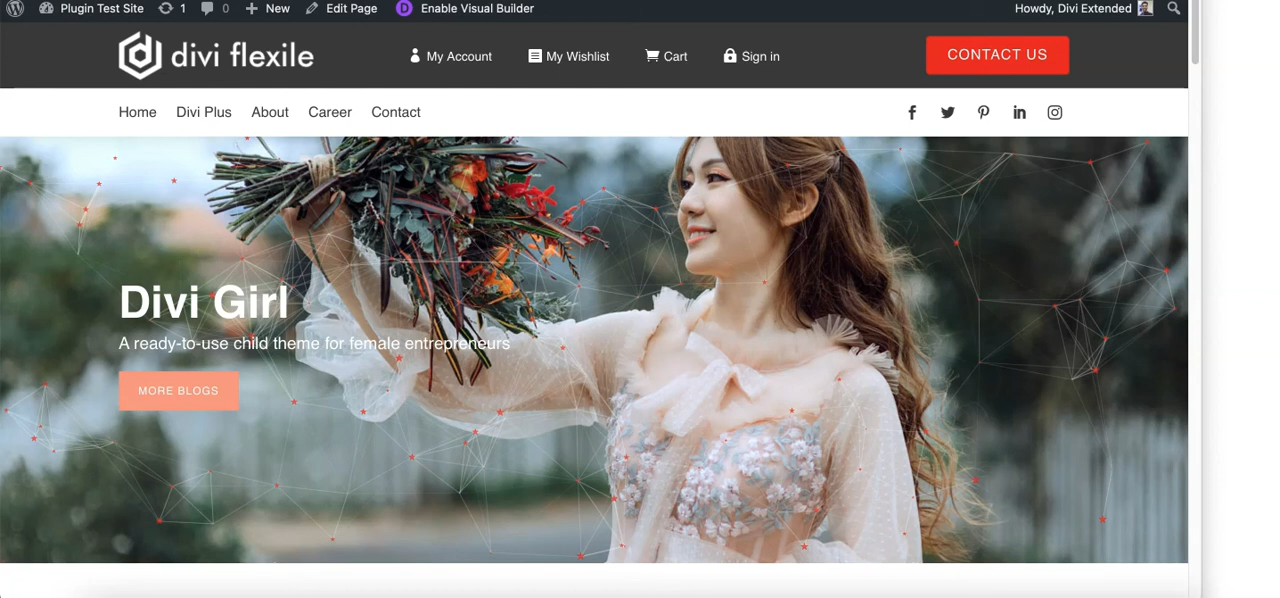 Plugin Test Site 1 0 New Edit Page D Enable Visual Builder Howdy, Divi Extended
divi flexile My Account My Wishlist Cart Sign in CONTACT US
Home Divi Plus About Career Contact
Divi Girl
A ready-to-use child theme for female entrepreneurs
MORE BLOGS